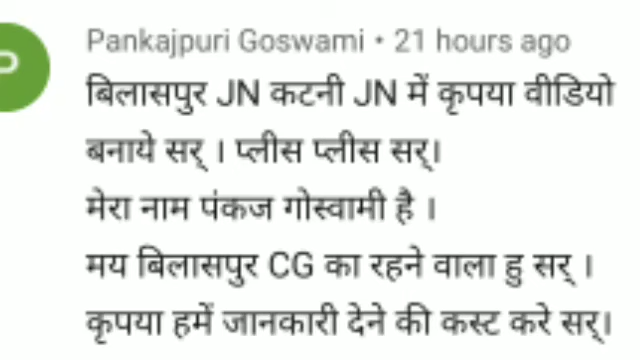 P
Pankajpuri Goswami • 21 hours ago
बिलासपुर JN कटनी JN में कृपया वीडियो
बनाये सर् । प्लीस प्लीस सर्।
मेरा नाम पंकज गोस्वामी है ।
मय बिलासपुर CG का रहने वाला हु सर् ।
कृपया हमें जानकारी देने की कस्ट करे सर्।